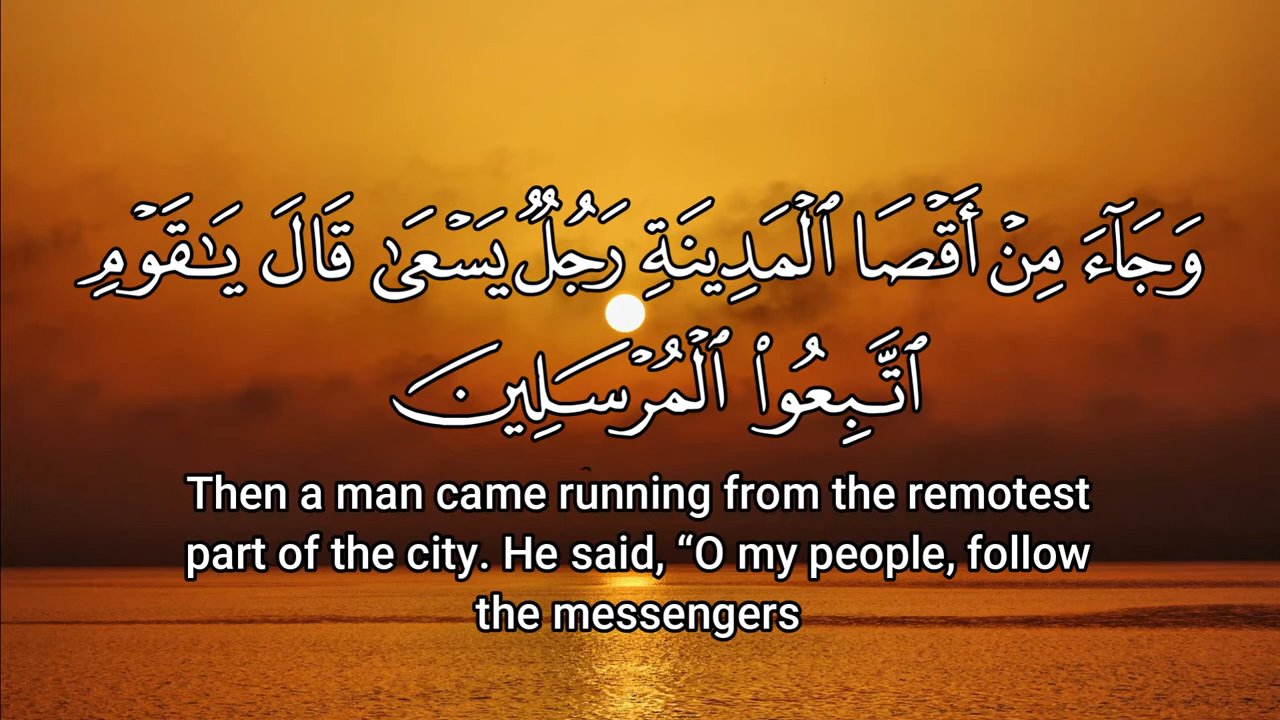 وَجَآءَ مِنْ أَقْصَا ٱلْمَدِينَةِ رَجُلٌ يَسْعَىٰ قَالَ يَـٰقَوْمِ
ٱتَّبِعُوا۟ ٱلْمُرْسَلِينَ
Then a man came running from the remotest
part of the city. He said, “O my people, follow
the messengers